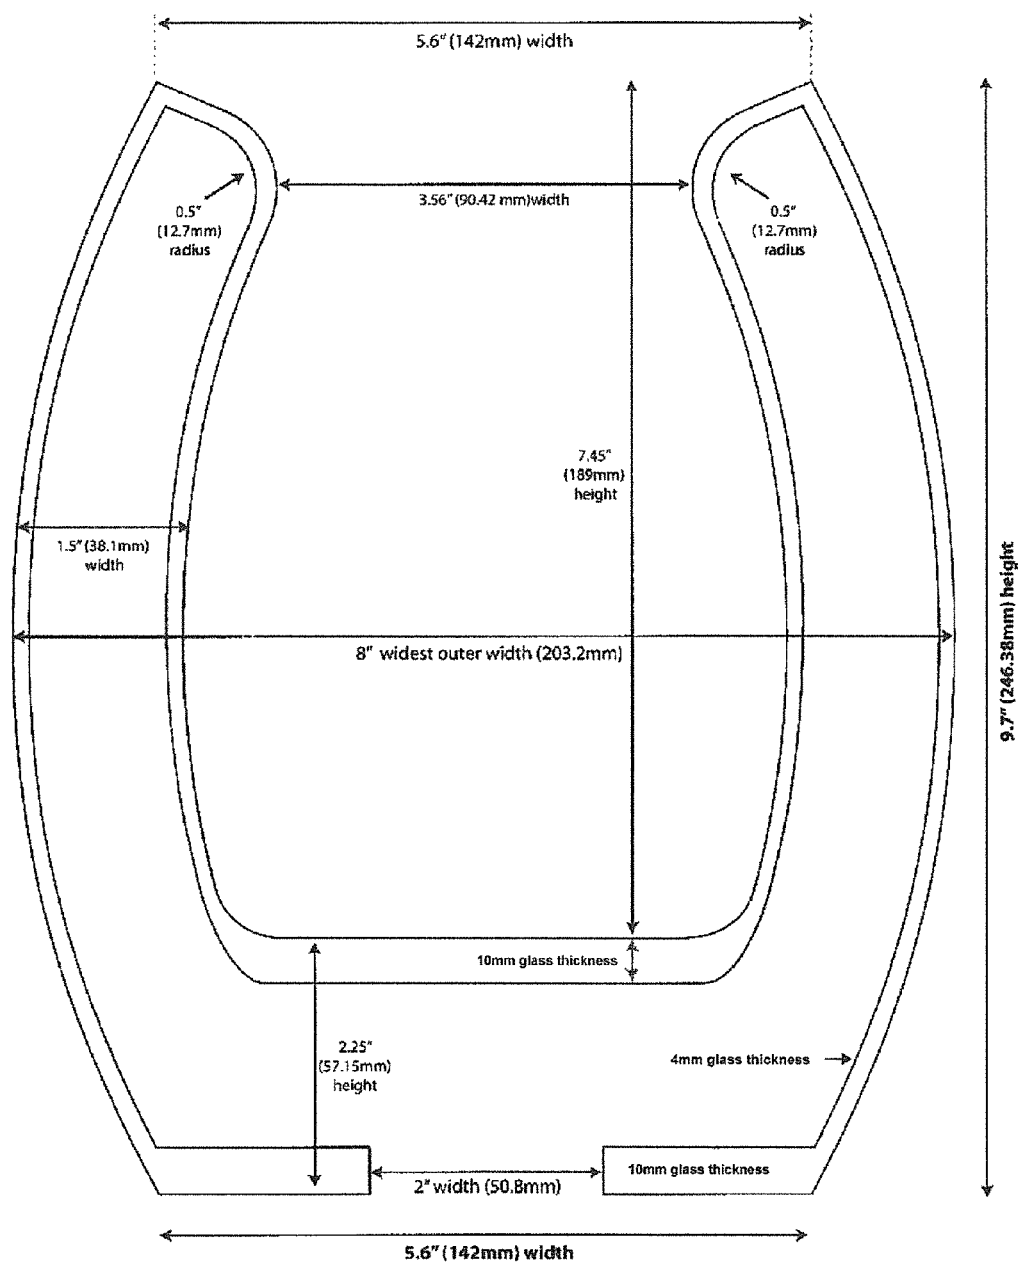 5.6" (142mm) width
3.56" (90.42 mm)width
0.5"
(12.7mm)
radius
0.5"
(12.7mm)
radius
7.45"
(189mm)
height
1.5" (38.1mm)
width
9.7" (246.38mm) height
8" widest outer width (203.2mm)
10mm glass thickness
2.25"
(57.15mm)
height
4mm glass thickness
10mm glass thickness
2" width (50.8mm)
5.6" (142mm) width